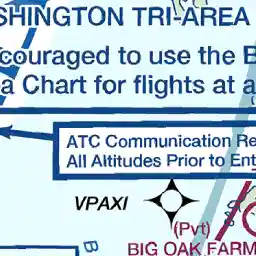 SHINGTON TRI-AREA
couraged to use the B
a Chart for flights at a
ATC Communication Re
All Altitudes Prior to Ent
VPAXI
(Pvt)
BIG OAK FARM
B